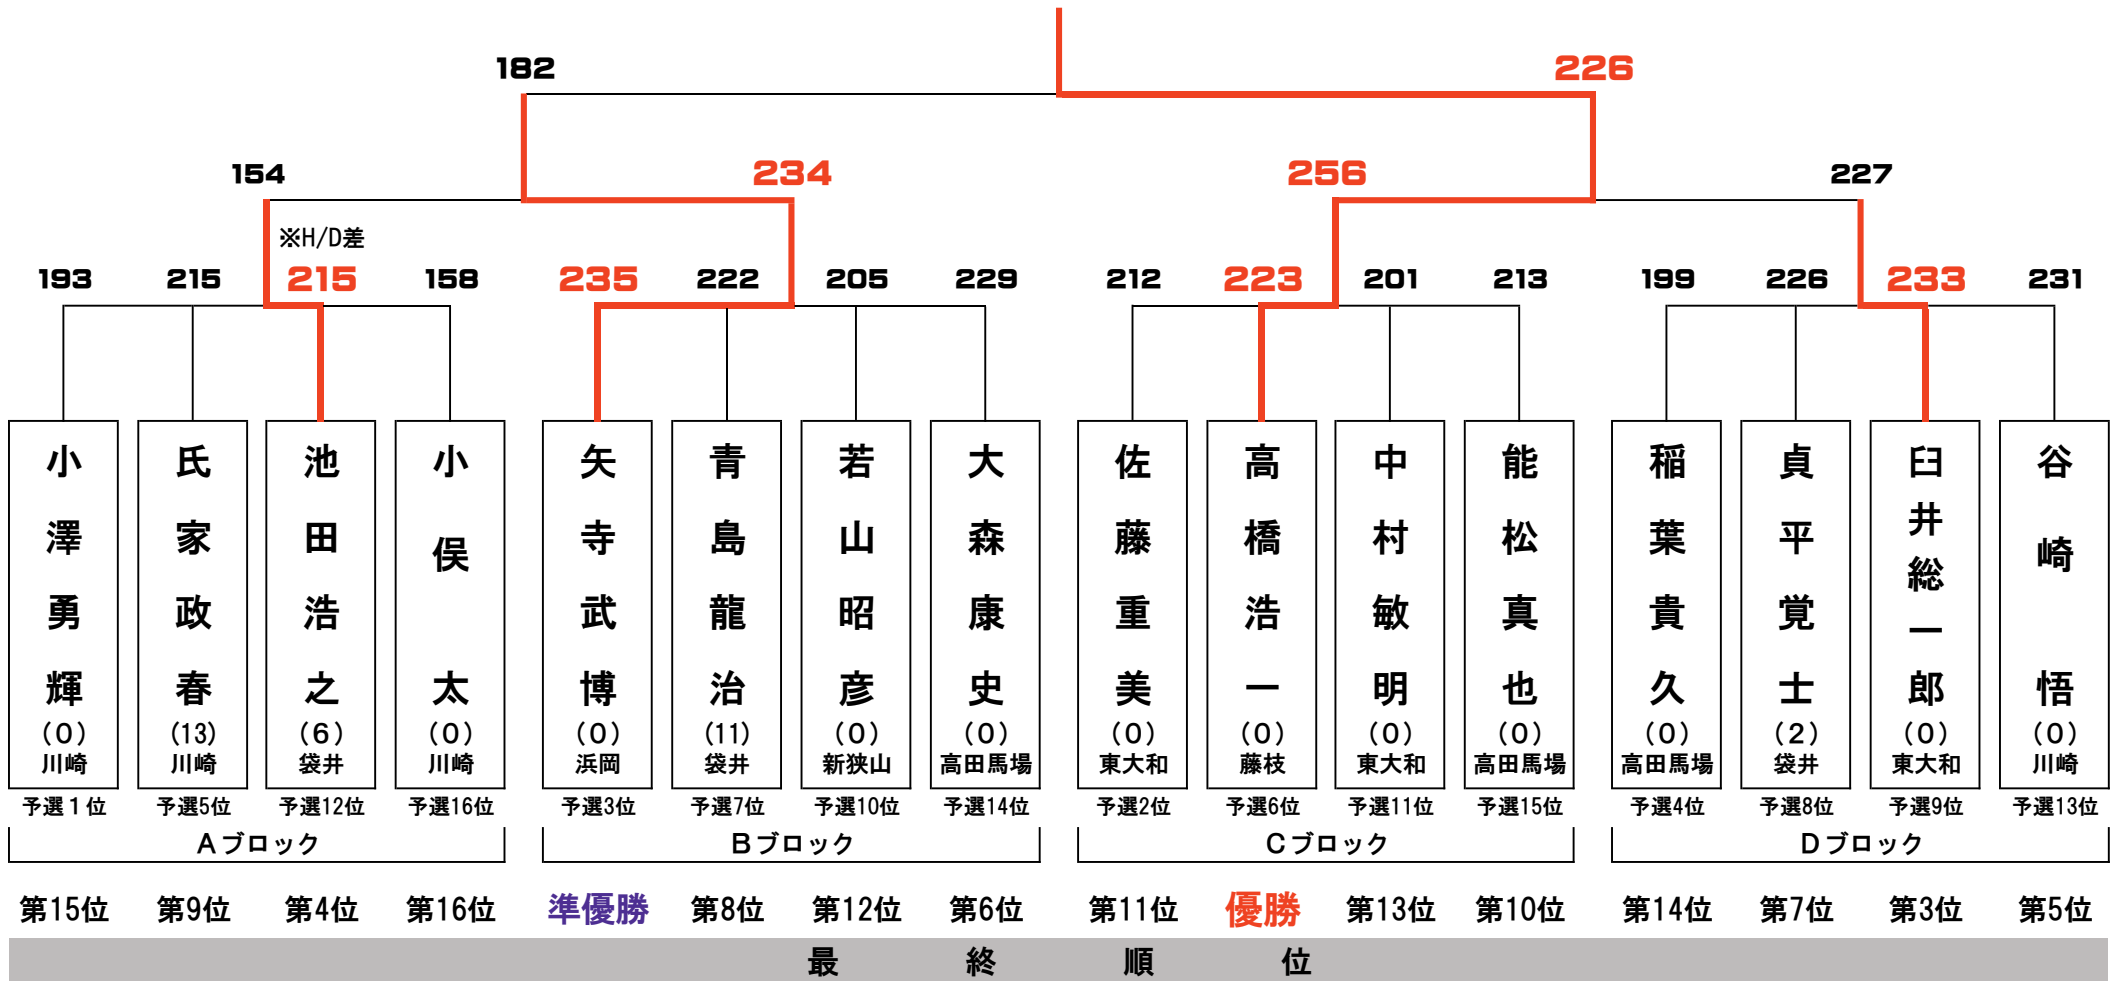 182 226
154 234 256 227
※H/D差
193 215 215 158 235 222 205 229 212 223 201 213 199 226 233 231
小澤勇輝 (0) 川崎
氏家政春 (13) 川崎
池田浩之 (6) 袋井
小俣太 (0) 川崎
矢寺武博 (0) 浜岡
青島龍治 (11) 袋井
若山昭彦 (0) 新狭山
大森康史 (0) 高田馬場
佐藤重美 (0) 東大和
高橋浩一 (0) 藤枝
中村敏明 (0) 東大和
能松真也 (0) 高田馬場
稲葉貴久 (0) 高田馬場
貞平覚士 (2) 袋井
臼井総一郎 (0) 東大和
谷崎悟 (0) 川崎
予選1位 予選5位 予選12位 予選16位 予選3位 予選7位 予選10位 予選14位 予選2位 予選6位 予選11位 予選15位 予選4位 予選8位 予選9位 予選13位
Aブロック Bブロック Cブロック Dブロック
第15位 第9位 第4位 第16位 準優勝 第8位 第12位 第6位 第11位 優勝 第13位 第10位 第14位 第7位 第3位 第5位
最終順位